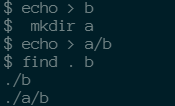 $ echo > b
$  mkdir a
$ echo > a/b
$ find . b
./b
./a/b